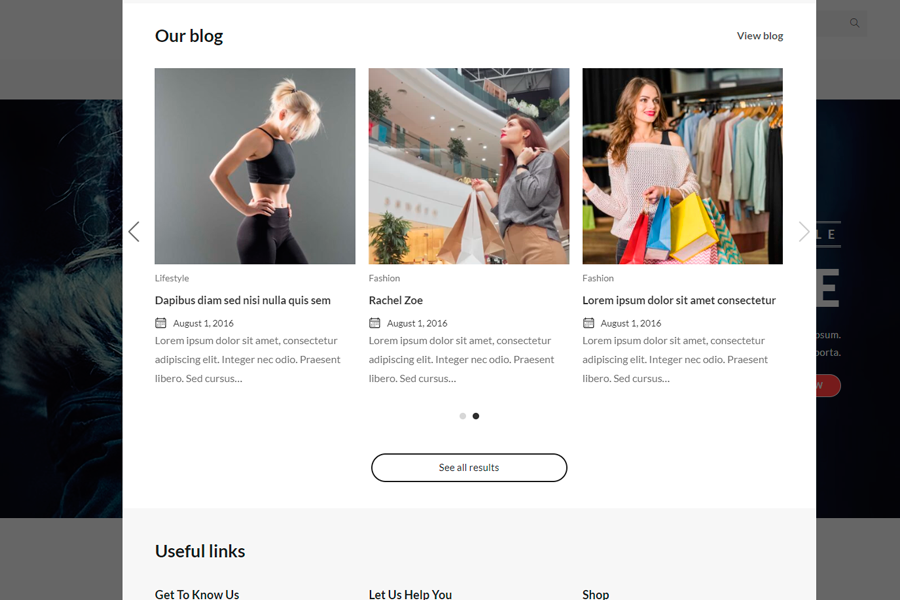 Our blog
View blog
Lifestyle
Dapibus diam sed nisi nulla quis sem
August 1, 2016
Lorem ipsum dolor sit amet, consectetur
adipiscing elit. Integer nec odio. Praesent
libero. Sed cursus...
Fashion
Rachel Zoe
August 1, 2016
Lorem ipsum dolor sit amet, consectetur
adipiscing elit. Integer nec odio. Praesent
libero. Sed cursus...
Fashion
Lorem ipsum dolor sit amet consectetur
August 1, 2016
Lorem ipsum dolor sit amet, consectetur
adipiscing elit. Integer nec odio. Praesent
libero. Sed cursus...
LE
E
psum.
porta.
W
See all results
Useful links
Get To Know Us
Let Us Help You
Shop